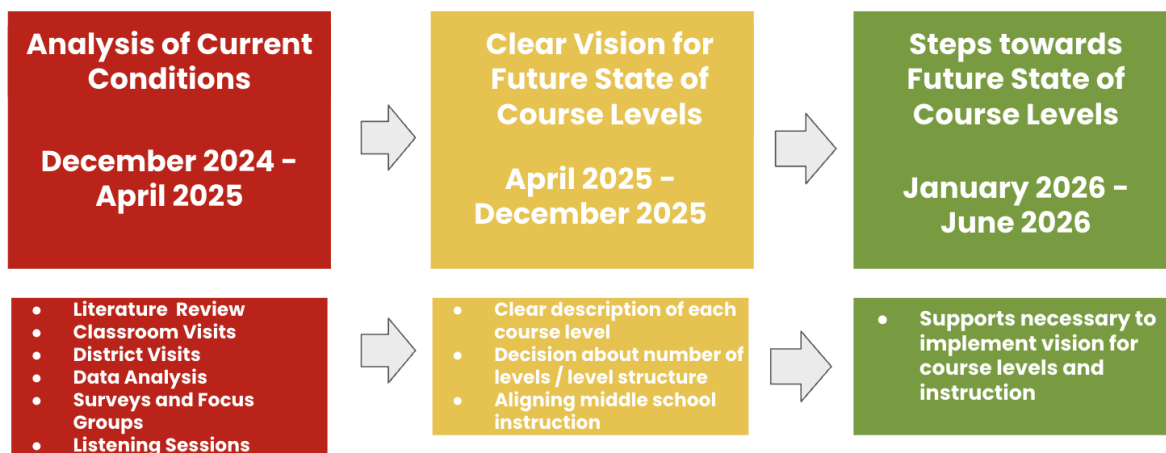 Analysis of Current
Conditions
December 2024 -
April 2025
Clear Vision for
Future State of
Course Levels
April 2025 -
December 2025
Steps towards
Future State of
Course Levels
January 2026 -
June 2026
● Literature Review
● Classroom Visits
● District Visits
● Data Analysis
● Surveys and Focus
Groups
● Listening Sessions
● Clear description of each
course level
● Decision about number of
levels / level structure
● Aligning middle school
instruction
● Supports necessary to
implement vision for
course levels and
instruction